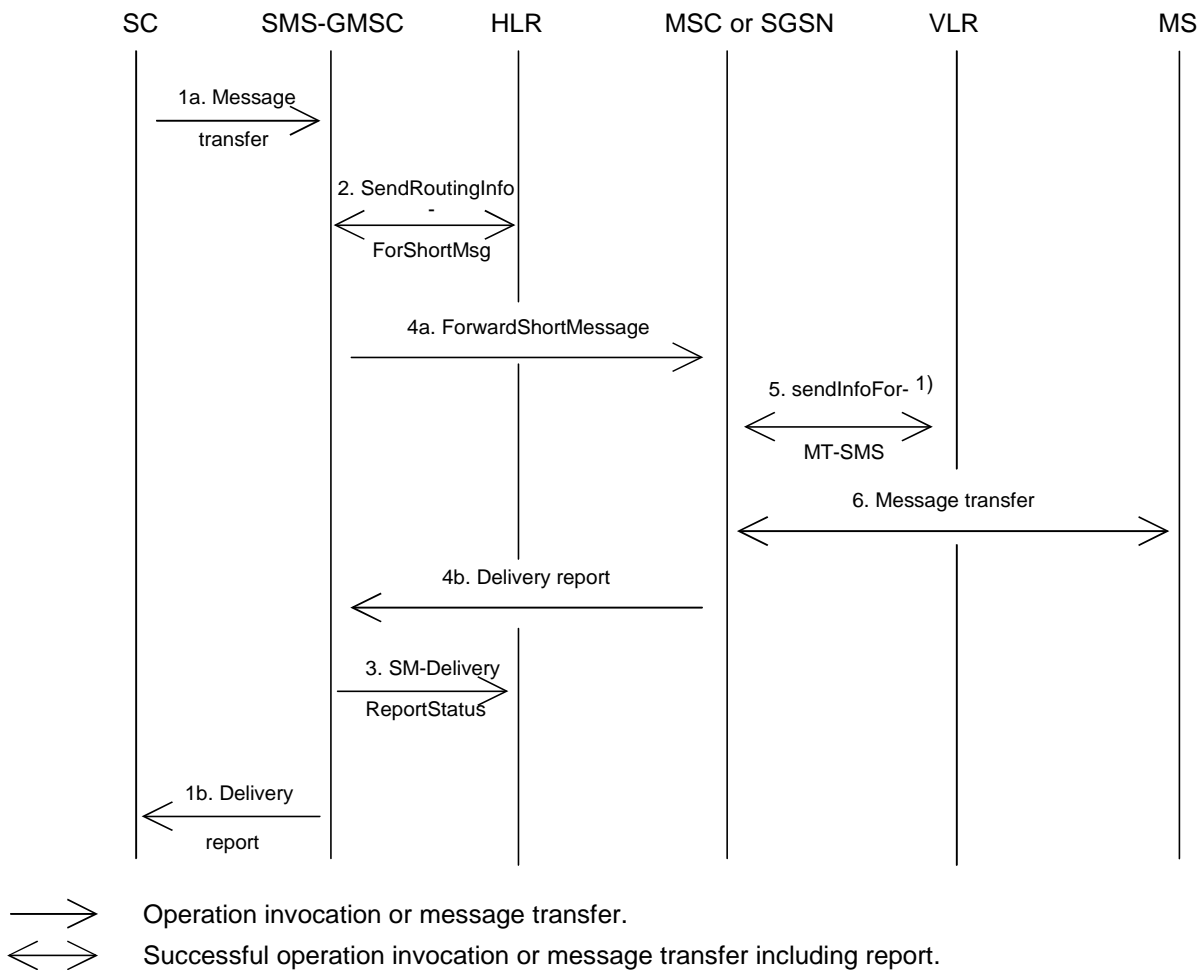 SC SMS-GMSC HLR MSC or SGSN VLR MS
1a. Message
transfer
2. SendRoutingInfo
-
ForShortMsg
4a. ForwardShortMessage
5. sendInfoFor- 1)
MT-SMS
6. Message transfer
4b. Delivery report
3. SM-Delivery
ReportStatus
1b. Delivery
report
Operation invocation or message transfer.
Successful operation invocation or message transfer including report.